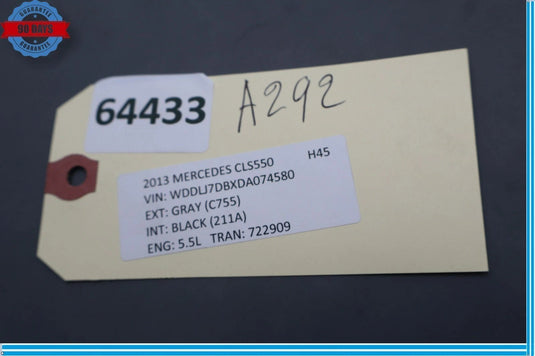 GUARANTEE
90 DAYS
GUARANTEE
64433
A292
2013 MERCEDES CLS550 H45
VIN: WDDLJ7DBXDA074580
EXT: GRAY (C755)
INT: BLACK (211A)
ENG: 5.5L TRAN: 722909